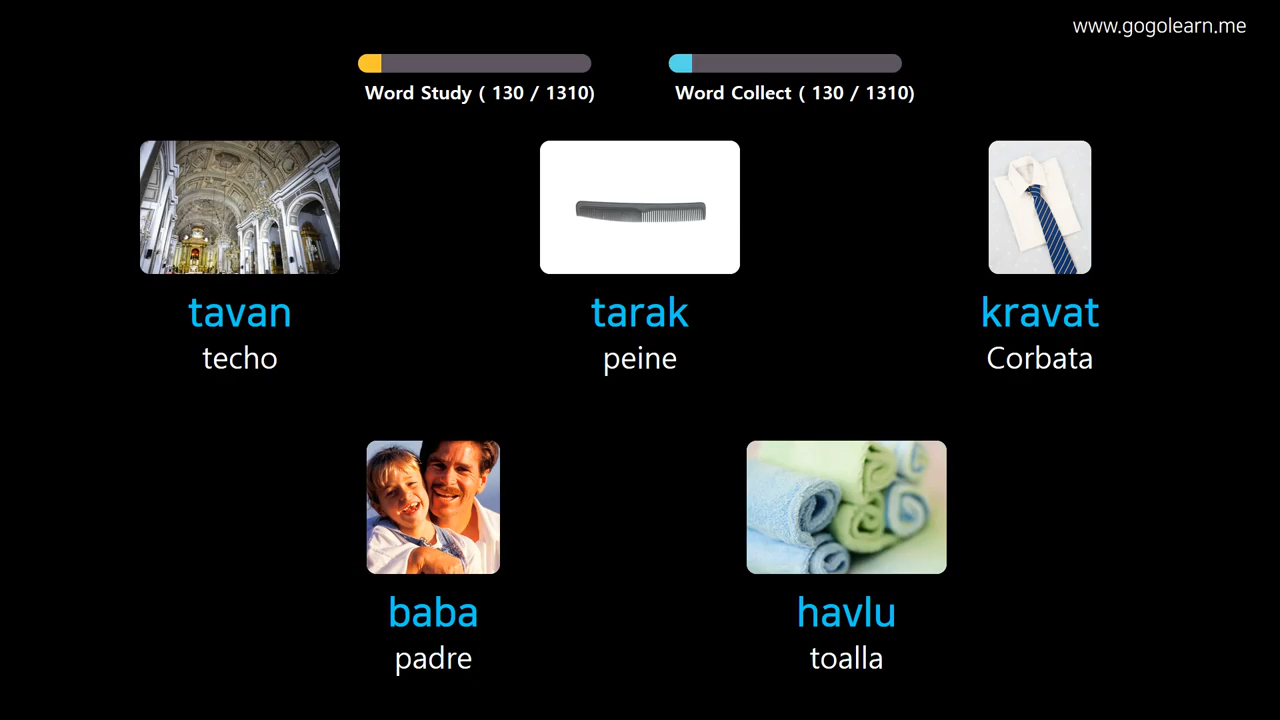 www.gogolearn.me
Word Study ( 130 / 1310)
Word Collect ( 130 / 1310)
tavan
techo
tarak
peine
kravat
Corbata
baba
padre
havlu
toalla